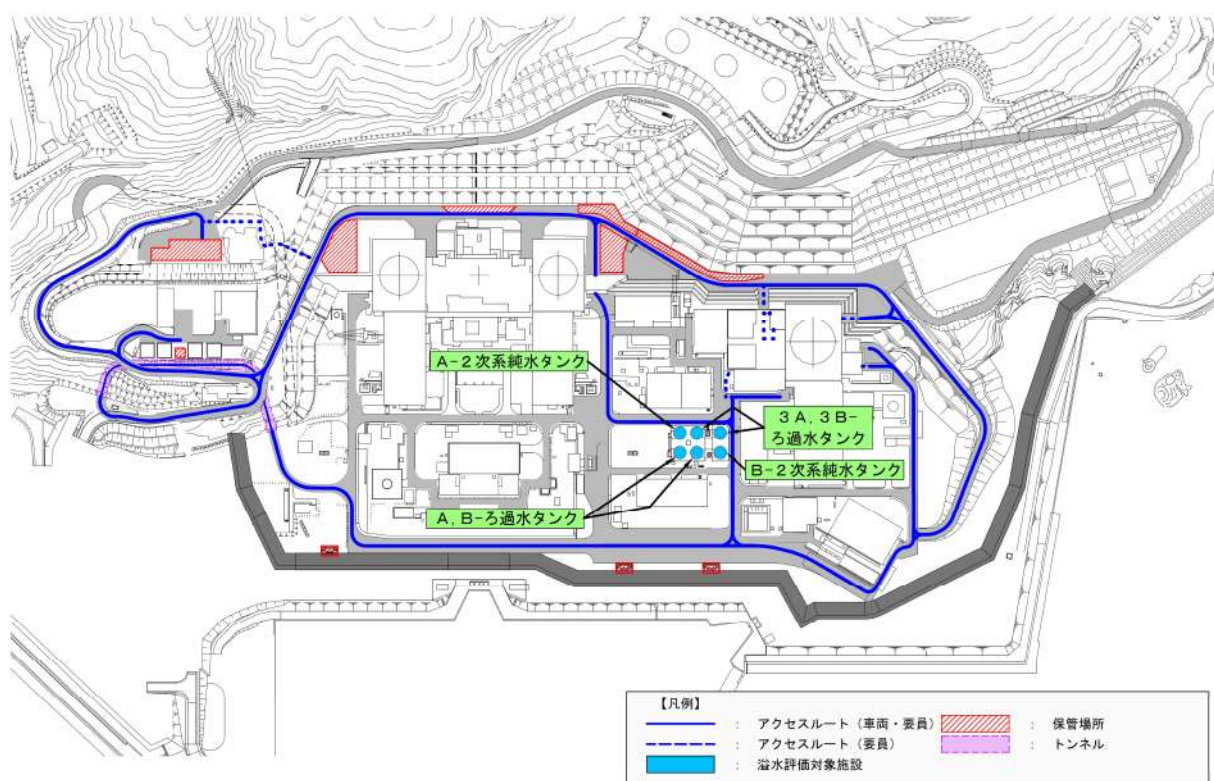 A-2次系純水タンク
3A，3B-
ろ過水タンク
B-2次系純水タンク
A，B-ろ過水タンク
【凡例】
： アクセスルート（車両・要員）
： 保管場所
： アクセスルート（要員）
： トンネル
： 溢水評価対象施設